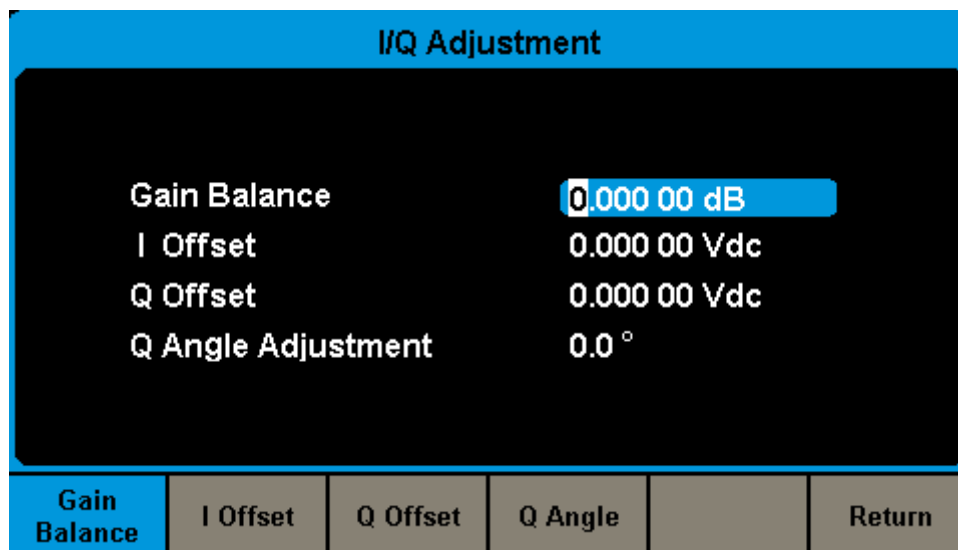 I/Q Adjustment
Gain Balance 0.000 00 dB
I Offset 0.000 00 Vdc
Q Offset 0.000 00 Vdc
Q Angle Adjustment 0.0 °
Gain Balance I Offset Q Offset Q Angle Return